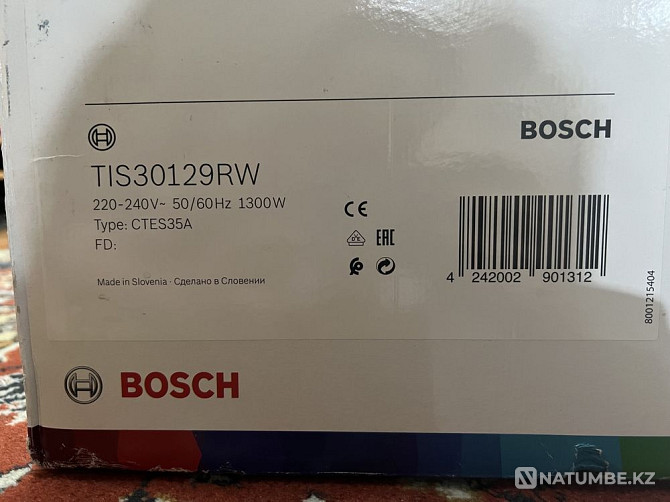 BOSCH
TIS30129RW
220-240V~ 50/60Hz 1300W
Type: CTES35A
FD:
CE
EAC
Made in Slovenia · Сделано в Словении
4 242002 901312
8001215404
BOSCH
NATUMBE.KZ